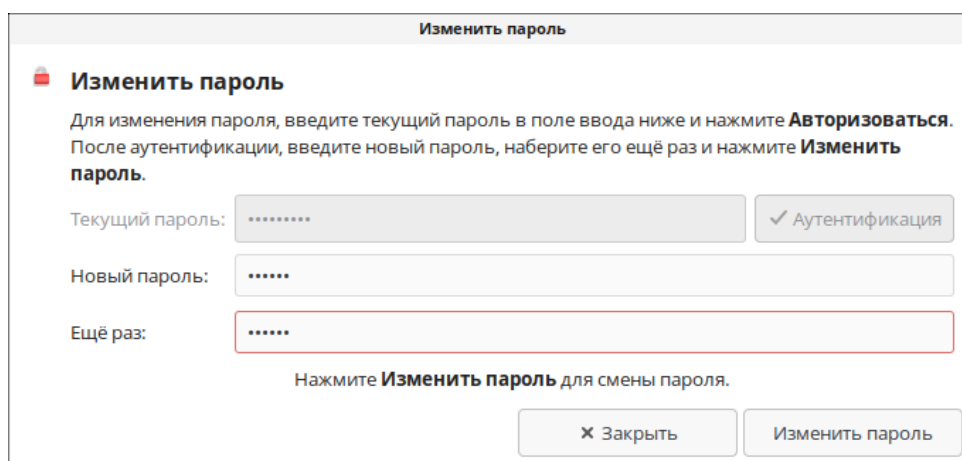 Изменить пароль
Изменить пароль
Для изменения пароля, введите текущий пароль в поле ввода ниже и нажмите Авторизоваться.
После аутентификации, введите новый пароль, наберите его ещё раз и нажмите Изменить
пароль.
Текущий пароль: ••••••••• ✓ Аутентификация
Новый пароль: ••••••
Ещё раз: ••••••
Нажмите Изменить пароль для смены пароля.
✕ Закрыть Изменить пароль